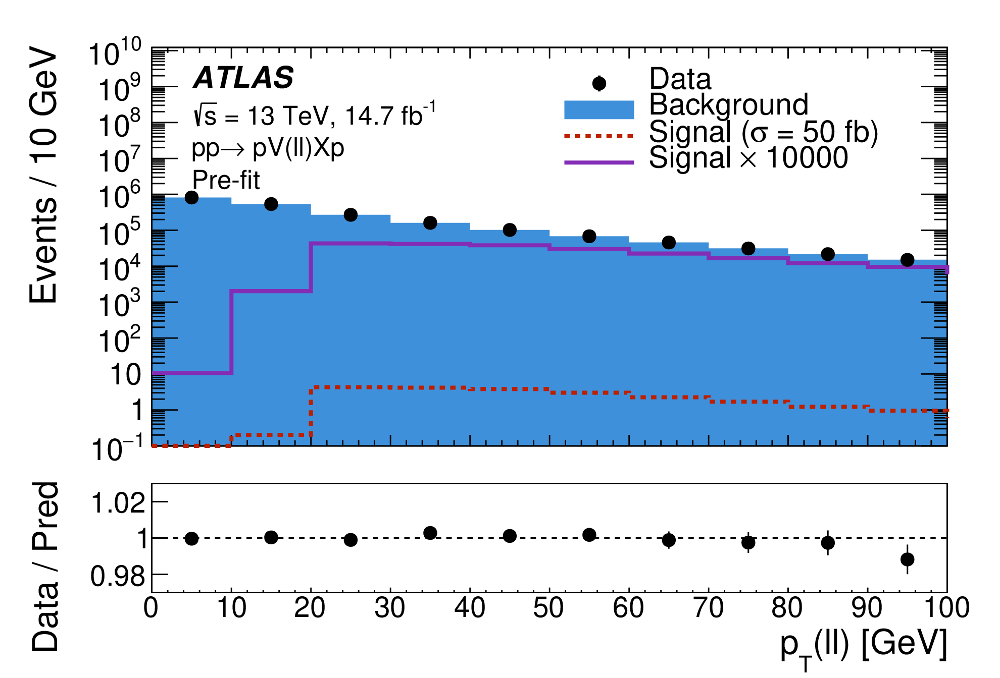 Events / 10 GeV
10¹⁰
10⁹
10⁸
10⁷
10⁶
10⁵
10⁴
10³
10²
10
1
10⁻¹
ATLAS
√s = 13 TeV, 14.7 fb⁻¹
pp→ pV(ll)Xp
Pre-fit
Data
Background
Signal (σ = 50 fb)
Signal × 10000
Data / Pred
1.02
1
0.98
0 10 20 30 40 50 60 70 80 90 100
p_T(ll) [GeV]